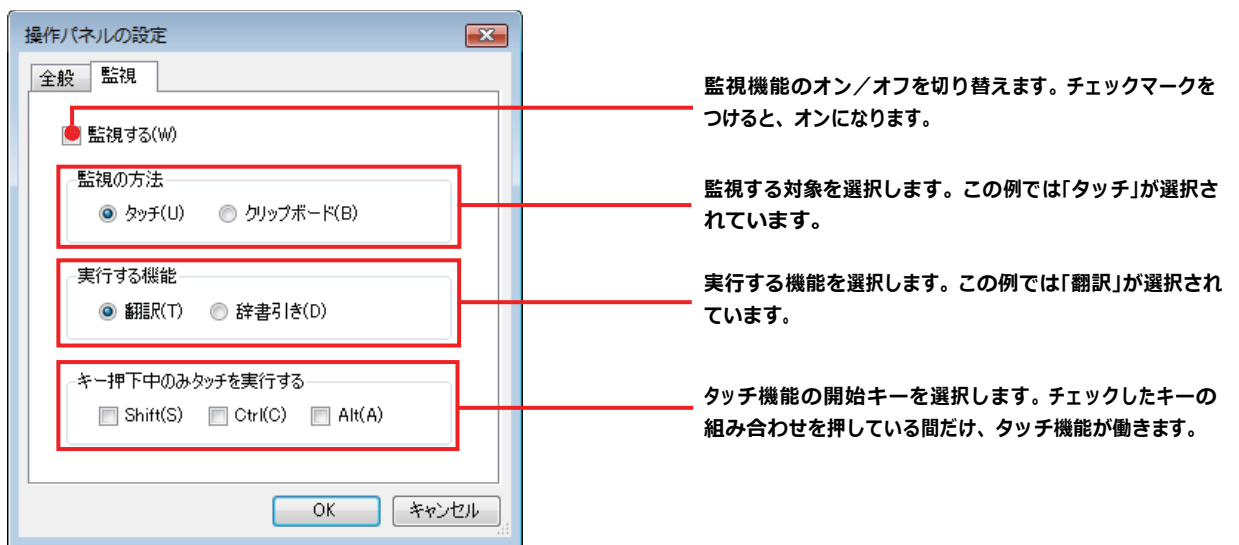 操作パネルの設定
全般 監視
監視する(W)
監視の方法
タッチ(U) クリップボード(B)
実行する機能
翻訳(T) 辞書引き(D)
キー押下中のみタッチを実行する
Shift(S) Ctrl(C) Alt(A)
OK キャンセル
監視機能のオン／オフを切り替えます。チェックマークを
つけると、オンになります。
監視する対象を選択します。この例では「タッチ」が選択さ
れています。
実行する機能を選択します。この例では「翻訳」が選択され
ています。
タッチ機能の開始キーを選択します。チェックしたキーの
組み合わせを押している間だけ、タッチ機能が働きます。